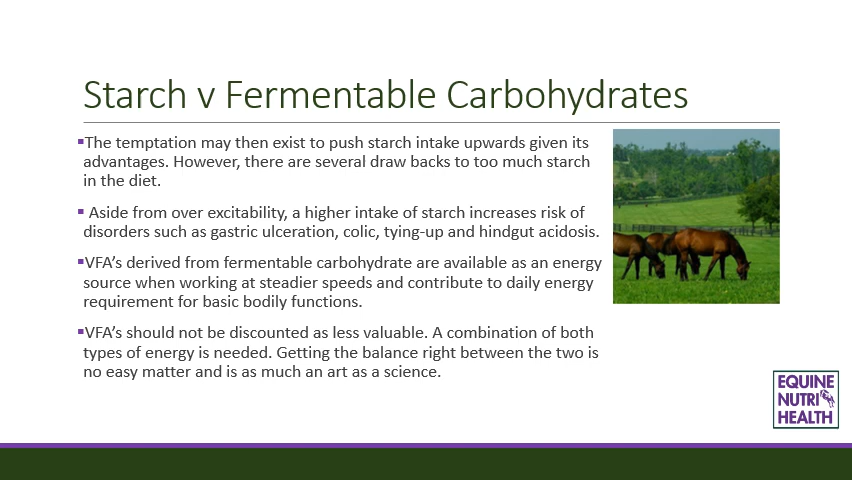 Starch v Fermentable Carbohydrates
▪The temptation may then exist to push starch intake upwards given its
advantages. However, there are several draw backs to too much starch
in the diet.
▪ Aside from over excitability, a higher intake of starch increases risk of
disorders such as gastric ulceration, colic, tying-up and hindgut acidosis.
▪VFA’s derived from fermentable carbohydrate are available as an energy
source when working at steadier speeds and contribute to daily energy
requirement for basic bodily functions.
▪VFA’s should not be discounted as less valuable. A combination of both
types of energy is needed. Getting the balance right between the two is
no easy matter and is as much an art as a science.
EQUINE
NUTRI
HEALTH